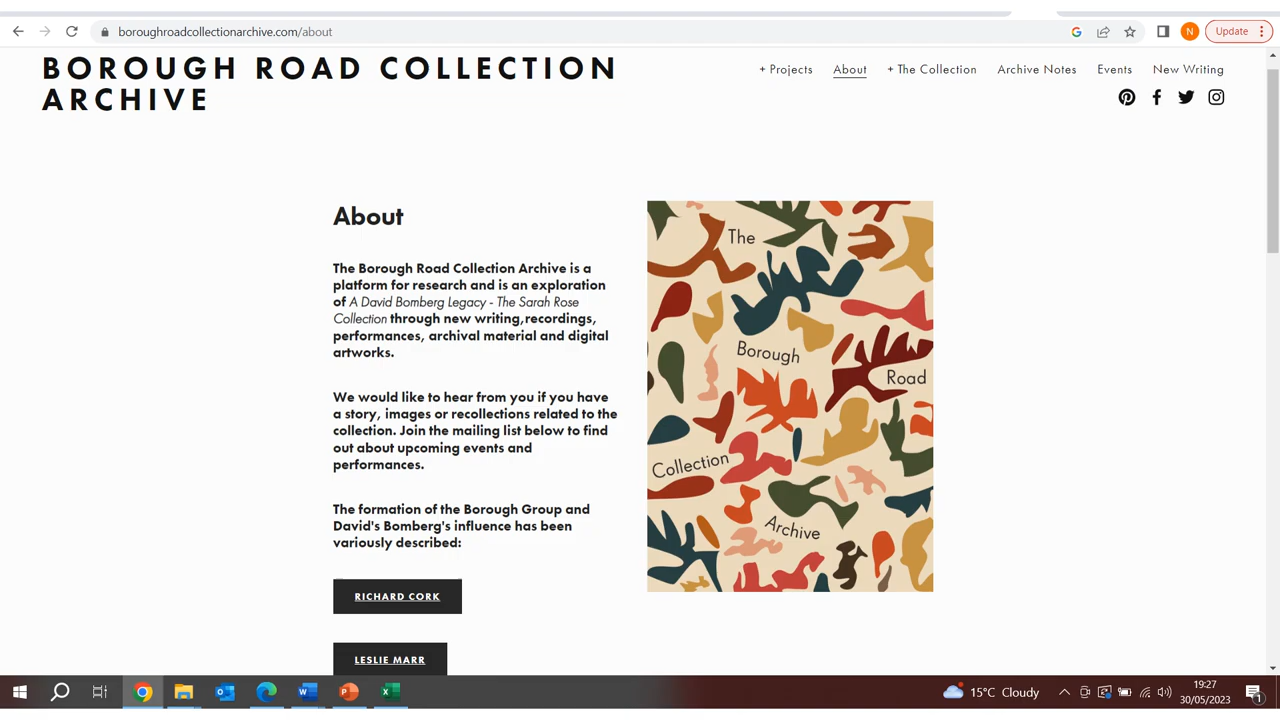 boroughroadcollectionarchive.com/about
N
Update
BOROUGH ROAD COLLECTION
ARCHIVE
+ Projects About + The Collection Archive Notes Events New Writing
About
The Borough Road Collection Archive is a
platform for research and is an exploration
of A David Bomberg Legacy - The Sarah Rose
Collection through new writing,recordings,
performances, archival material and digital
artworks.
We would like to hear from you if you have
a story, images or recollections related to the
collection. Join the mailing list below to find
out about upcoming events and
performances.
The formation of the Borough Group and
David's Bomberg's influence has been
variously described:
RICHARD CORK
LESLIE MARR
The
Borough
Road
Collection
Archive
15°C Cloudy
19:27
30/05/2023
1